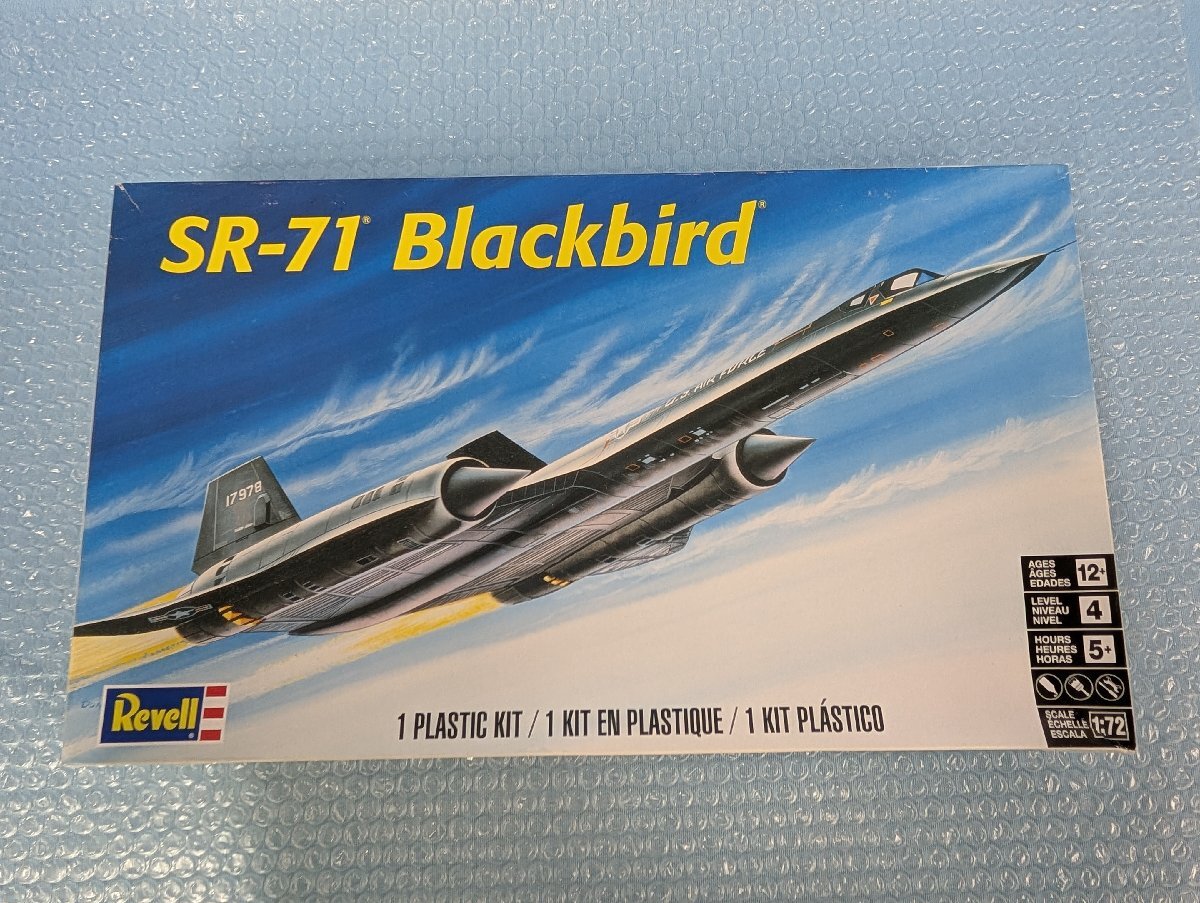 SR-71® Blackbird®
U.S. AIR FORCE
17978
AGES
ÂGES
EDADES
12+
LEVEL
NIVEAU
NIVEL
4
HOURS
HEURES
HORAS
5+
SCALE
ÉCHELLE
ESCALA
1:72
Revell
1 PLASTIC KIT / 1 KIT EN PLASTIQUE / 1 KIT PLÁSTICO